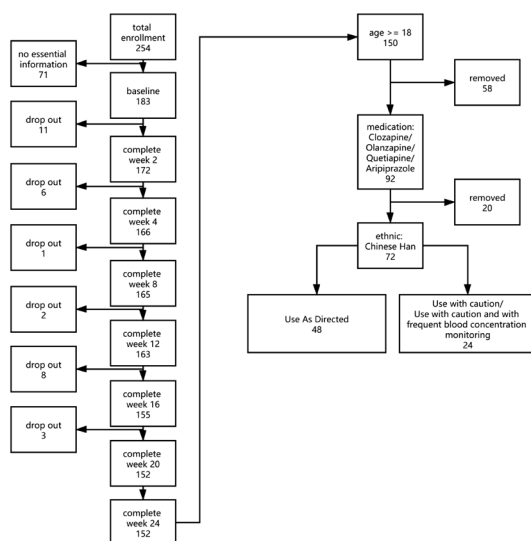 total
enrollment
254
no essential
information
71
baseline
183
drop out
11
complete
week 2
172
drop out
6
complete
week 4
166
drop out
1
complete
week 8
165
drop out
2
complete
week 12
163
drop out
8
complete
week 16
155
drop out
3
complete
week 20
152
complete
week 24
152
age >= 18
150
removed
58
medication:
Clozapine/
Olanzapine/
Quetiapine/
Aripiprazole
92
removed
20
ethnic:
Chinese Han
72
Use As Directed
48
Use with caution/
Use with caution and with
frequent blood concentration
monitoring
24